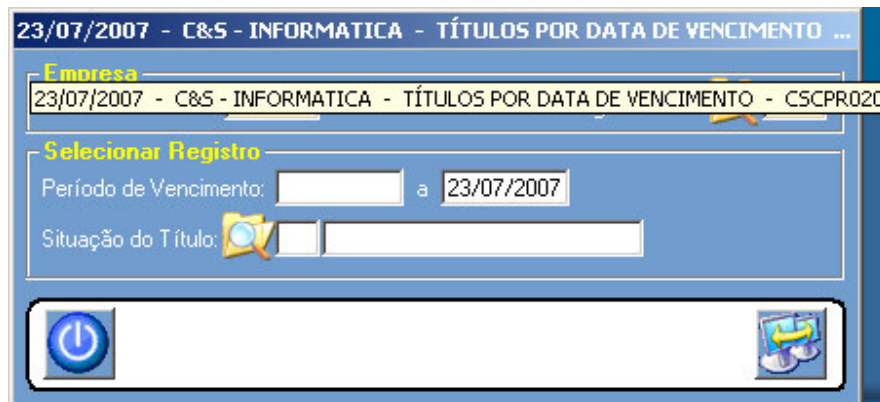 23/07/2007 - C&S - INFORMATICA - TÍTULOS POR DATA DE VENCIMENTO ...
Empresa
23/07/2007 - C&S - INFORMATICA - TÍTULOS POR DATA DE VENCIMENTO - CSCPR020
Selecionar Registro
Período de Vencimento: a 23/07/2007
Situação do Título: